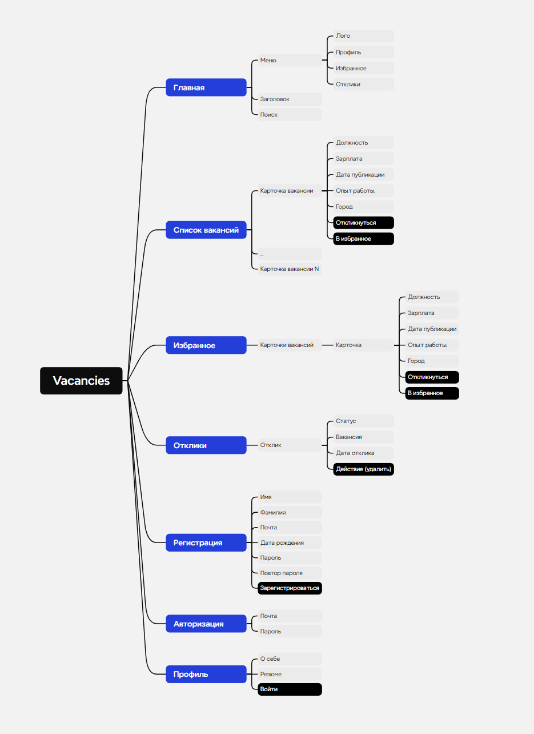 Vacancies
Главная
Меню
Лого
Профиль
Избранное
Отклики
Заголовок
Поиск
Список вакансий
Карточка вакансии
Должность
Зарплата
Дата публикации
Опыт работы
Город
Откликнуться
В избранное
...
Карточка вакансии N
Избранное
Карточки вакансий
Карточка
Должность
Зарплата
Дата публикации
Опыт работы
Город
Откликнуться
В избранное
Отклики
Отклик
Статус
Вакансия
Дата отклика
Действие (удалить)
Регистрация
Имя
Фамилия
Почта
Дата рождения
Пароль
Повтор пароля
Зарегистрироваться
Авторизация
Почта
Пароль
Профиль
О себе
Резюме
Войти